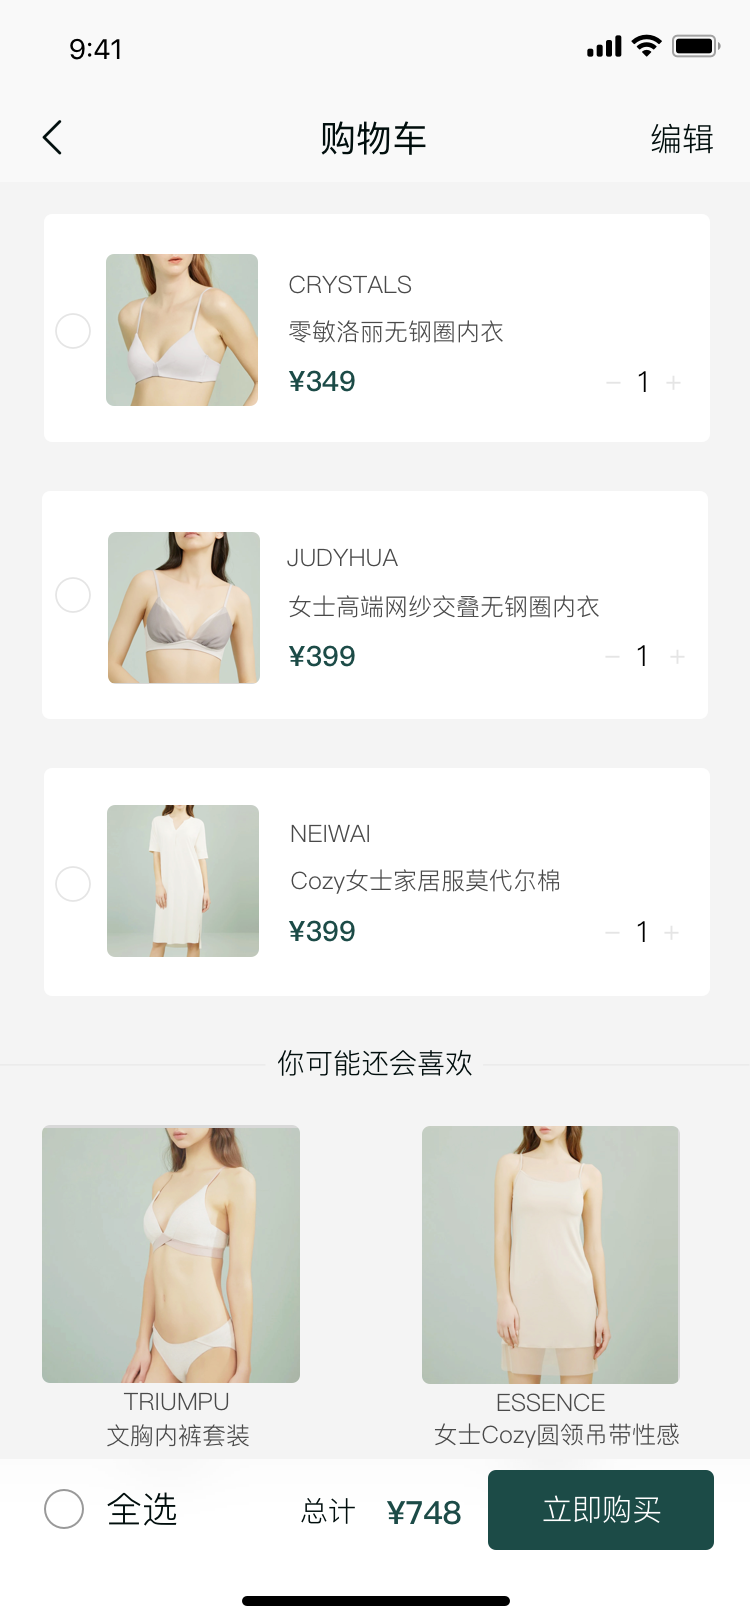 9:41
购物车
编辑
CRYSTALS
零敏洛丽无钢圈内衣
¥349
− 1 +
JUDYHUA
女士高端网纱交叠无钢圈内衣
¥399
− 1 +
NEIWAI
Cozy女士家居服莫代尔棉
¥399
− 1 +
你可能还会喜欢
TRIUMPU
文胸内裤套装
ESSENCE
女士Cozy圆领吊带性感
全选
总计 ¥748
立即购买